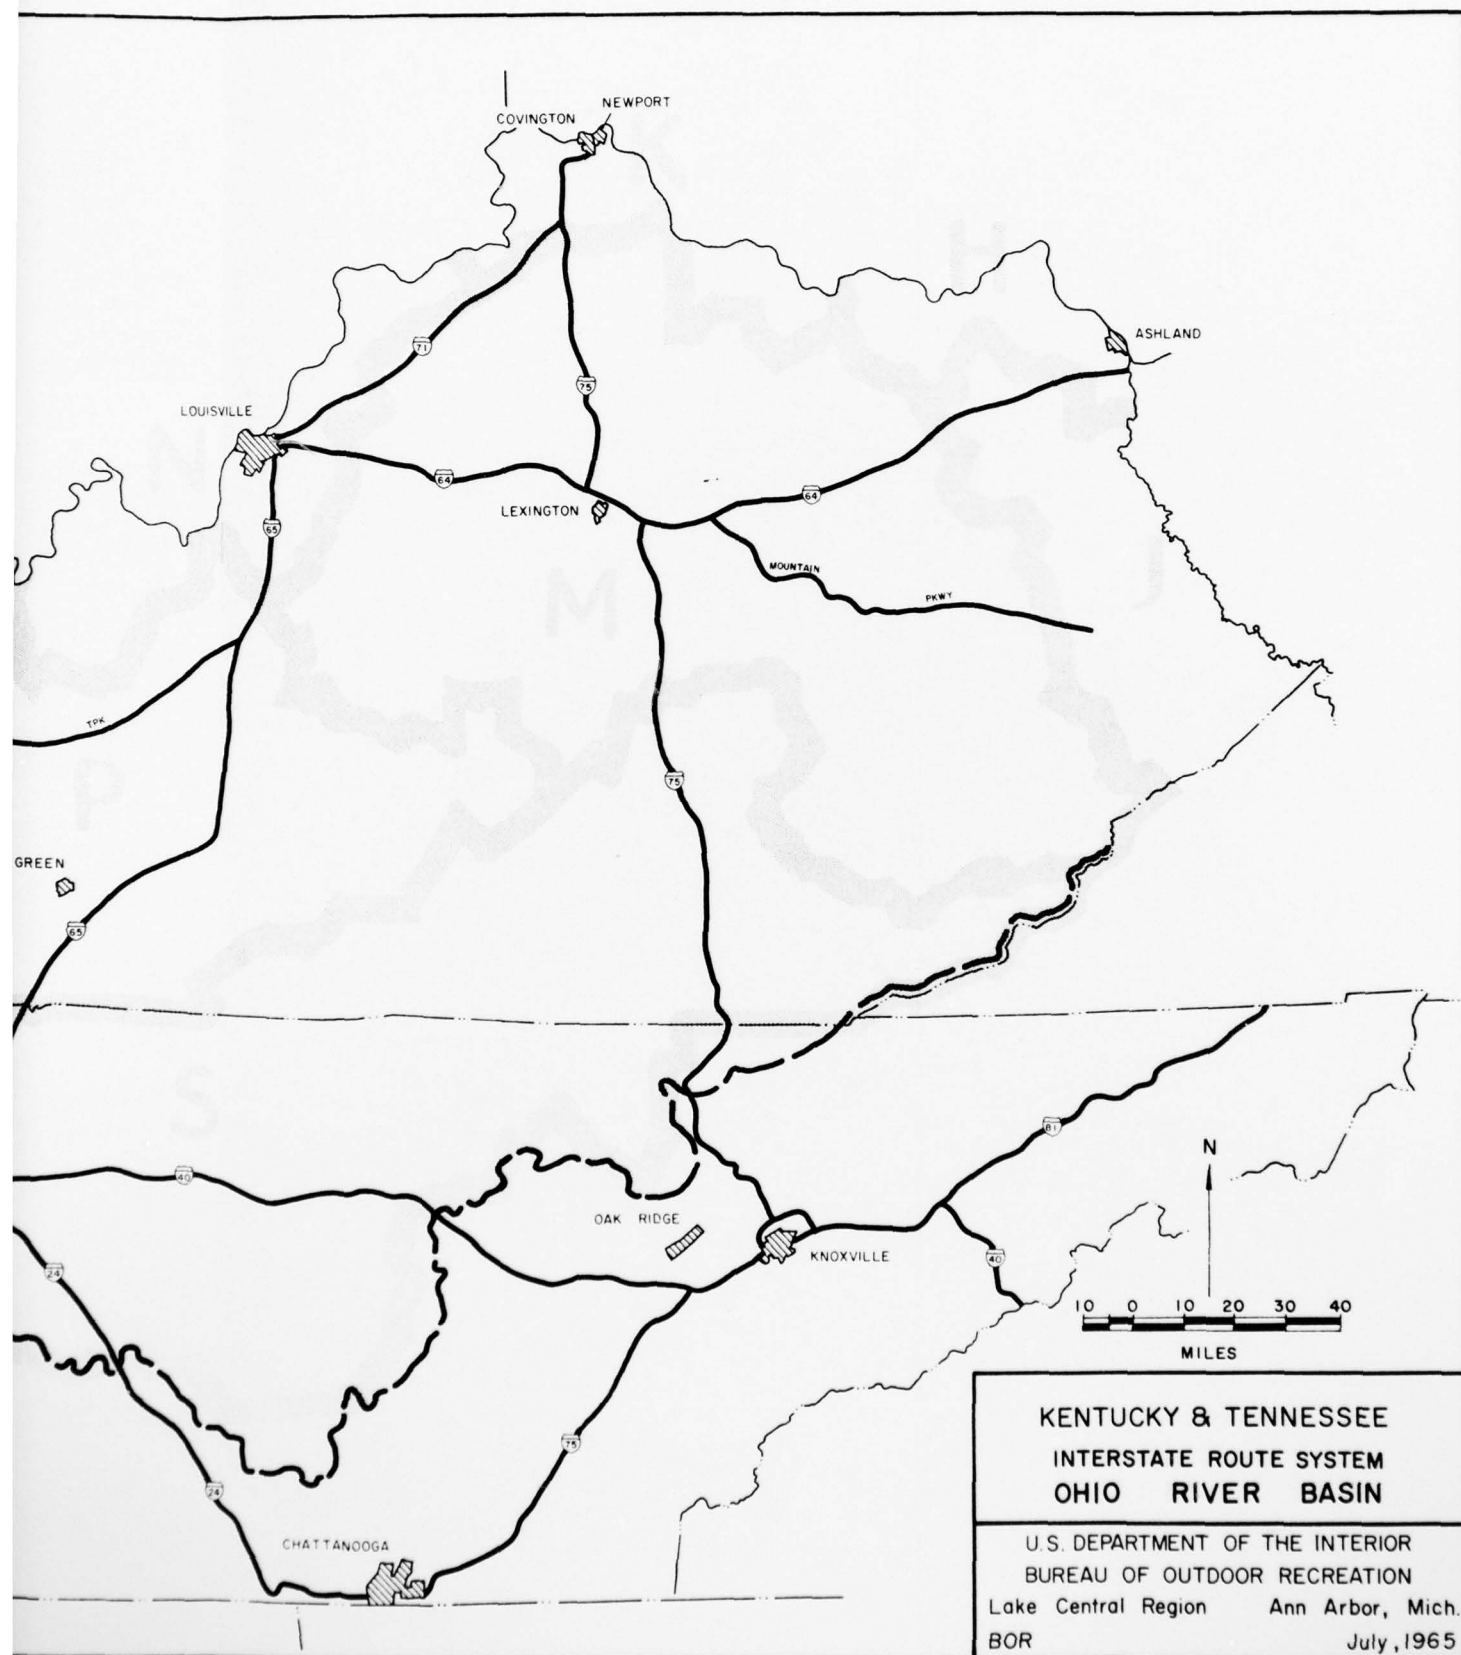 NEWPORT
COVINGTON
ASHLAND
71
75
LOUISVILLE
64
64
LEXINGTON
65
MOUNTAIN
PKWY
TPK
75
GREEN
65
81
N
40
OAK RIDGE
KNOXVILLE
40
24
10 0 10 20 30 40
MILES
75
24
CHATTANOOGA
KENTUCKY & TENNESSEE
INTERSTATE ROUTE SYSTEM
OHIO RIVER BASIN
U.S. DEPARTMENT OF THE INTERIOR
BUREAU OF OUTDOOR RECREATION
Lake Central Region Ann Arbor, Mich.
BOR July, 1965